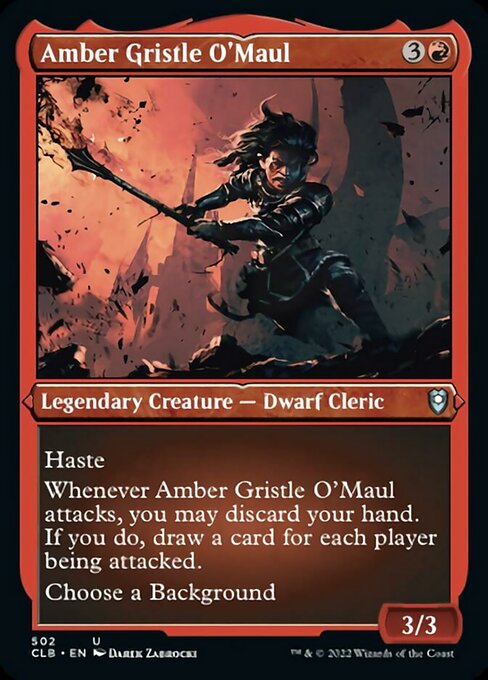 Amber Gristle O'Maul 3
Legendary Creature — Dwarf Cleric
Haste
Whenever Amber Gristle O'Maul
attacks, you may discard your hand.
If you do, draw a card for each player
being attacked.
Choose a Background
3/3
502 U
CLB • EN Darek Zabrocki ™ & © 2022 Wizards of the Coast